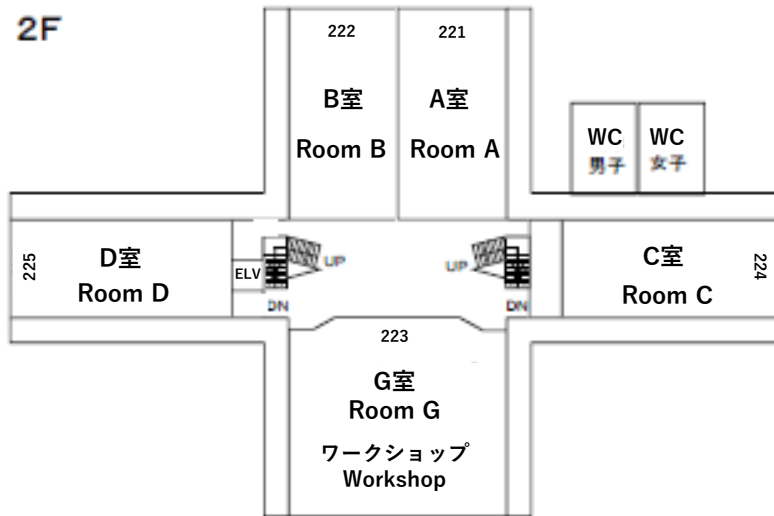 2F
222
221
B室
Room B
A室
Room A
WC
男子
WC
女子
225
D室
Room D
ELV
UP
DN
UP
DN
C室
Room C
224
223
G室
Room G
ワークショップ
Workshop